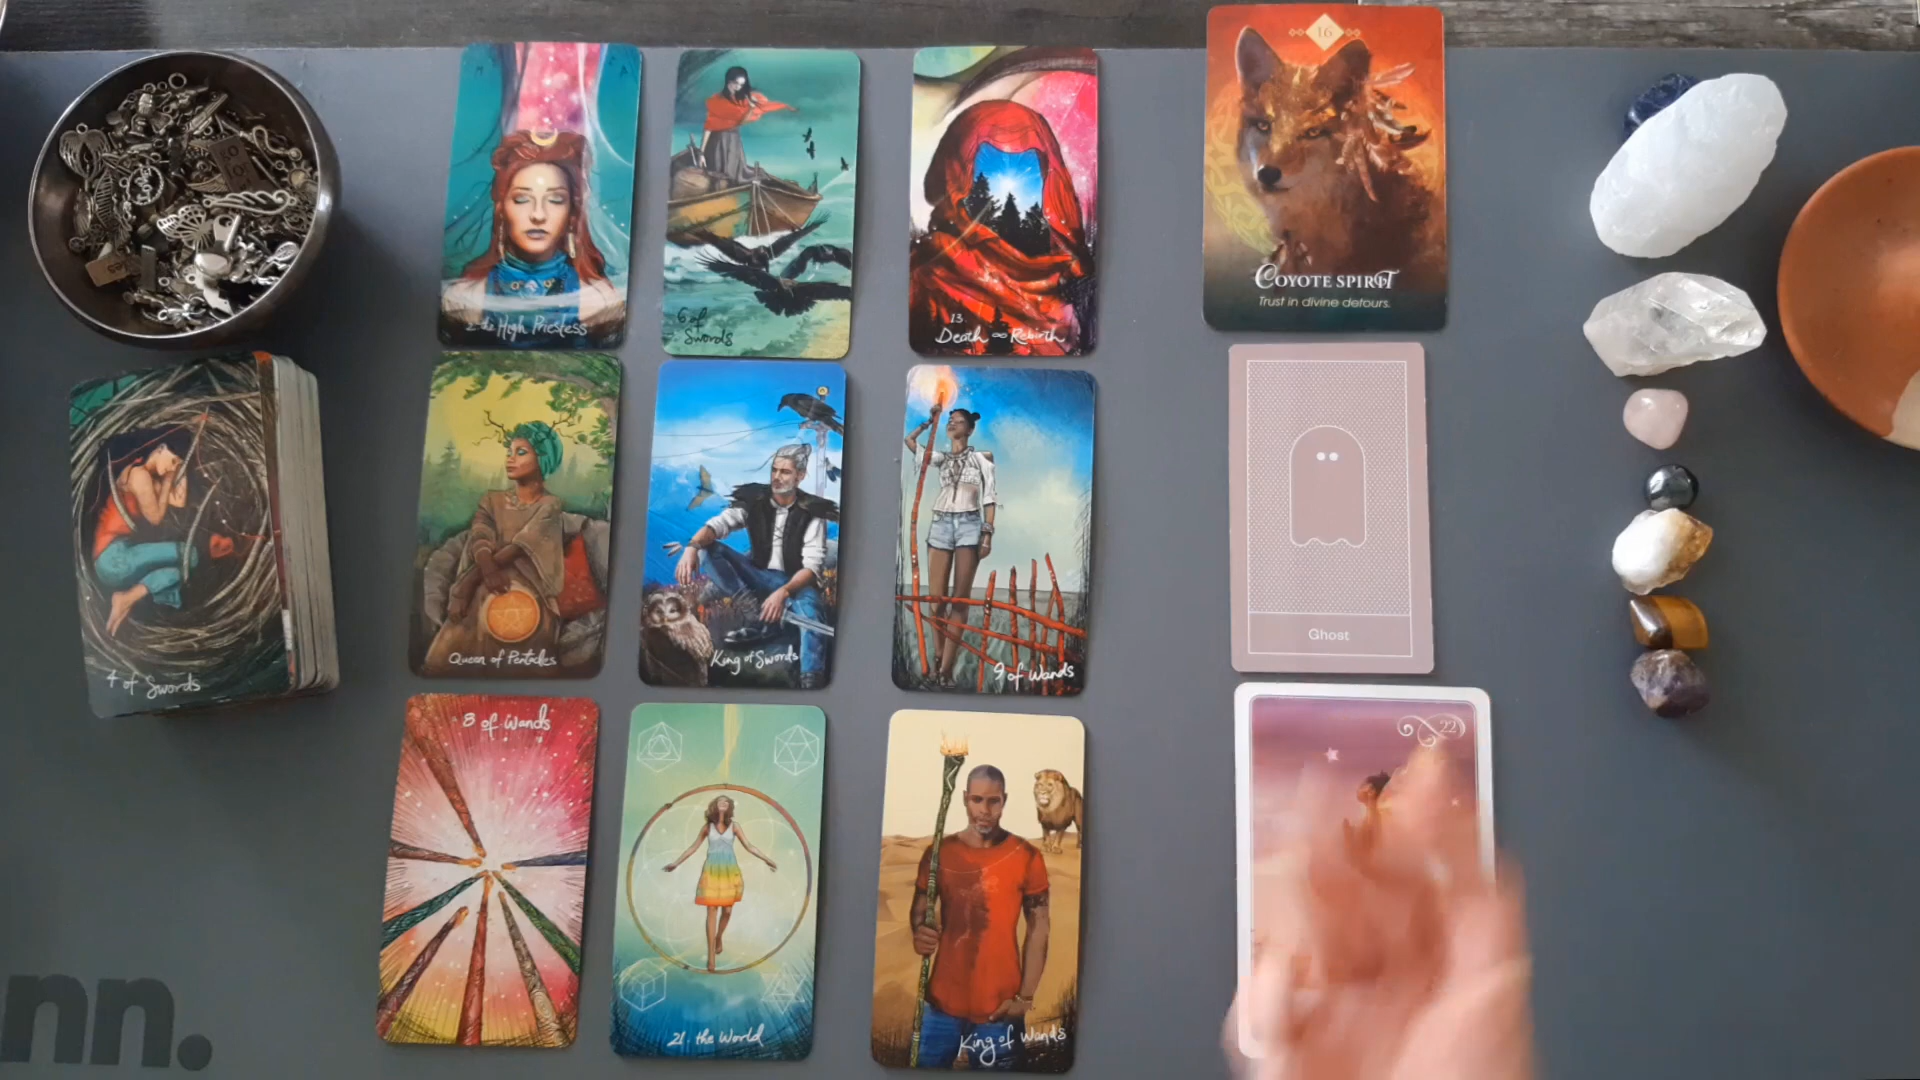 2 the High Priestess
6 of
Swords
13
Death ∞ Rebirth
16
COYOTE SPIRIT
Trust in divine detours.
4 of Swords
Queen of Pentacles
King of Swords
9 of Wands
Ghost
8 of Wands
21. the World
King of Wands
22
nn.